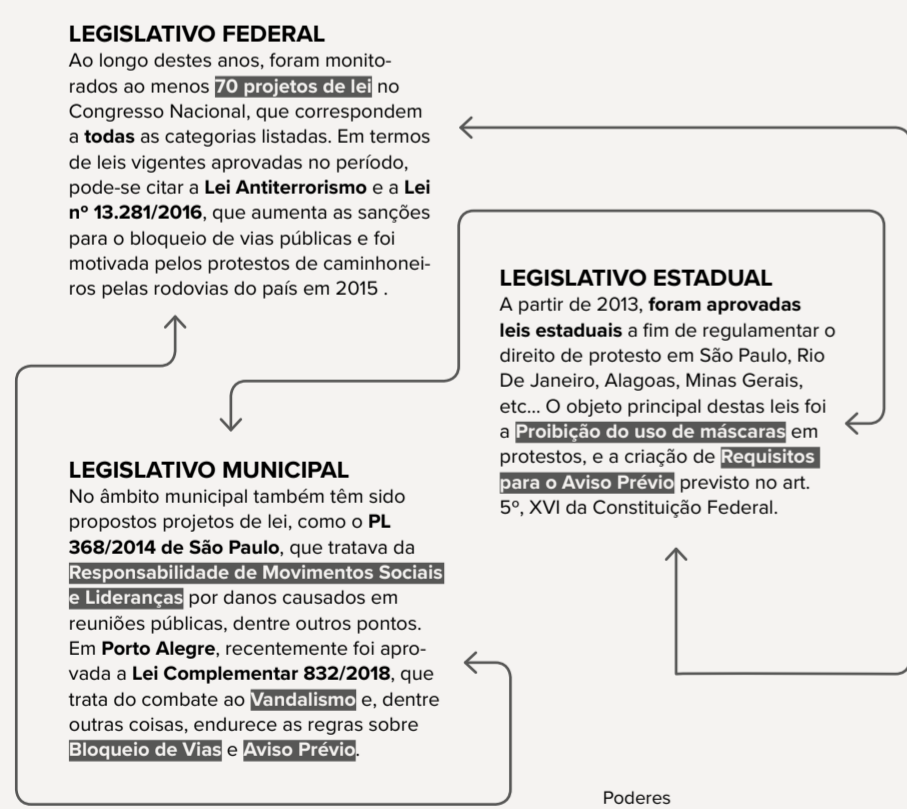 LEGISLATIVO FEDERAL
Ao longo destes anos, foram monito-
rados ao menos 70 projetos de lei no
Congresso Nacional, que correspondem
a todas as categorias listadas. Em termos
de leis vigentes aprovadas no período,
pode-se citar a Lei Antiterrorismo e a Lei
nº 13.281/2016, que aumenta as sanções
para o bloqueio de vias públicas e foi
motivada pelos protestos de caminhonei-
ros pelas rodovias do país em 2015 .
LEGISLATIVO ESTADUAL
A partir de 2013, foram aprovadas
leis estaduais a fim de regulamentar o
direito de protesto em São Paulo, Rio
De Janeiro, Alagoas, Minas Gerais,
etc... O objeto principal destas leis foi
a Proibição do uso de máscaras em
protestos, e a criação de Requisitos
para o Aviso Prévio previsto no art.
5º, XVI da Constituição Federal.
LEGISLATIVO MUNICIPAL
No âmbito municipal também têm sido
propostos projetos de lei, como o PL
368/2014 de São Paulo, que tratava da
Responsabilidade de Movimentos Sociais
e Lideranças por danos causados em
reuniões públicas, dentre outros pontos.
Em Porto Alegre, recentemente foi apro-
vada a Lei Complementar 832/2018, que
trata do combate ao Vandalismo e, dentre
outras coisas, endurece as regras sobre
Bloqueio de Vias e Aviso Prévio.
Poderes